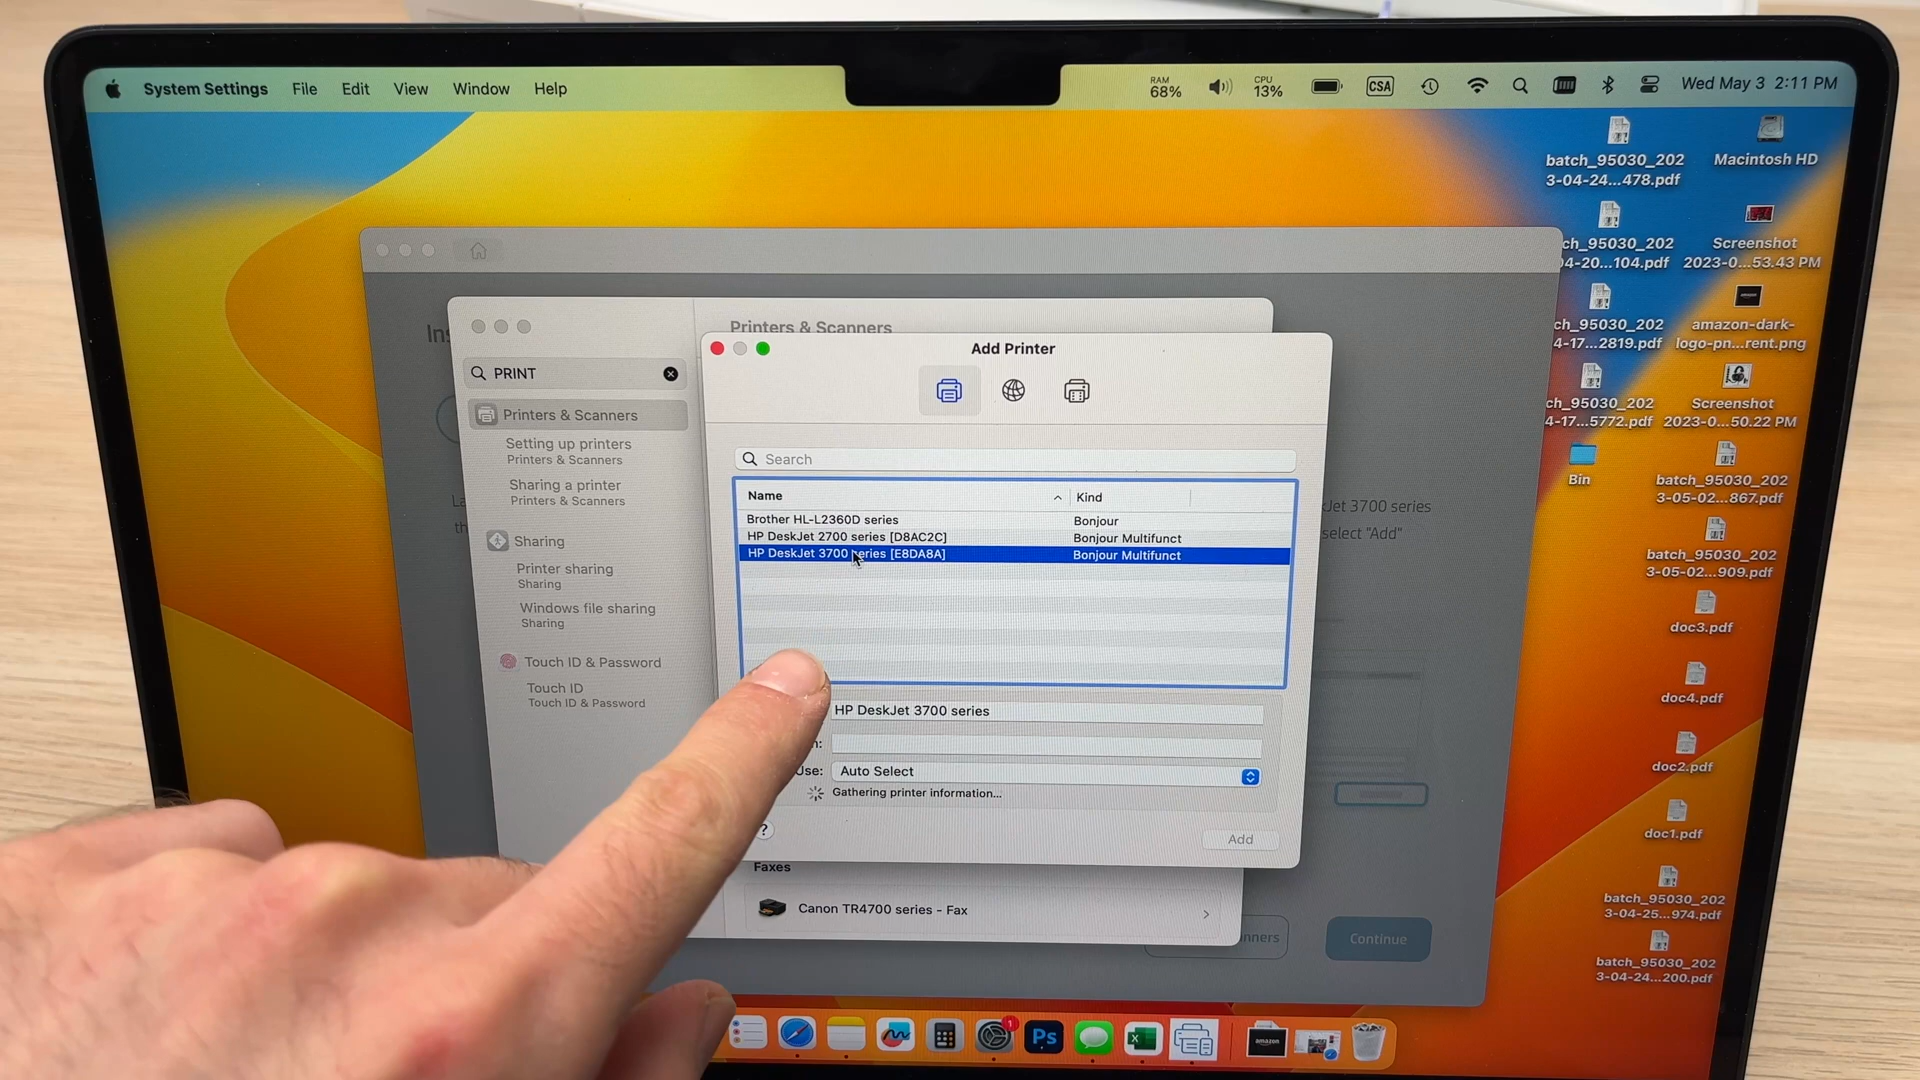 System Settings File Edit View Window Help
RAM
68%
CPU
13%
CSA
Wed May 3 2:11 PM
batch_95030_202
3-04-24...478.pdf
Macintosh HD
ch_95030_202
04-20...104.pdf
Screenshot
2023-0...53.43 PM
ch_95030_202
4-17...2819.pdf
amazon-dark-
logo-pn...rent.png
ch_95030_202
4-17...5772.pdf
Screenshot
2023-0...50.22 PM
Bin
batch_95030_202
3-05-02...867.pdf
batch_95030_202
3-05-02...909.pdf
doc3.pdf
doc4.pdf
doc2.pdf
doc1.pdf
batch_95030_202
3-04-25...974.pdf
batch_95030_202
3-04-24...200.pdf
Ins
La
th
Jet 3700 series
select "Add"
nners
Continue
PRINT
Printers & Scanners
Setting up printers
Printers & Scanners
Sharing a printer
Printers & Scanners
Sharing
Printer sharing
Sharing
Windows file sharing
Sharing
Touch ID & Password
Touch ID
Touch ID & Password
Printers & Scanners
Add Printer
Search
Name Kind
Brother HL-L2360D series Bonjour
HP DeskJet 2700 series [D8AC2C] Bonjour Multifunct
HP DeskJet 3700 series [E8DA8A] Bonjour Multifunct
HP DeskJet 3700 series
n:
Use: Auto Select
Gathering printer information...
?
Add
Faxes
Canon TR4700 series - Fax
1
Ps
X
amazon